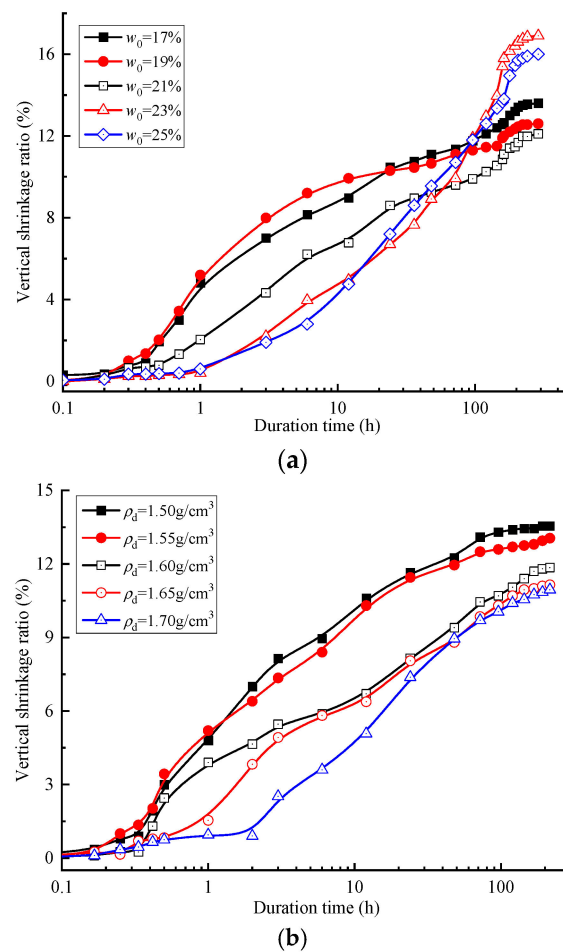 16
12
8
4
0
Vertical shrinkage ratio (%)
w₀=17%
w₀=19%
w₀=21%
w₀=23%
w₀=25%
0.1 1 10 100
Duration time (h)
(a)
15
12
9
6
3
0
Vertical shrinkage ratio (%)
ρd=1.50g/cm³
ρd=1.55g/cm³
ρd=1.60g/cm³
ρd=1.65g/cm³
ρd=1.70g/cm³
0.1 1 10 100
Duration time (h)
(b)